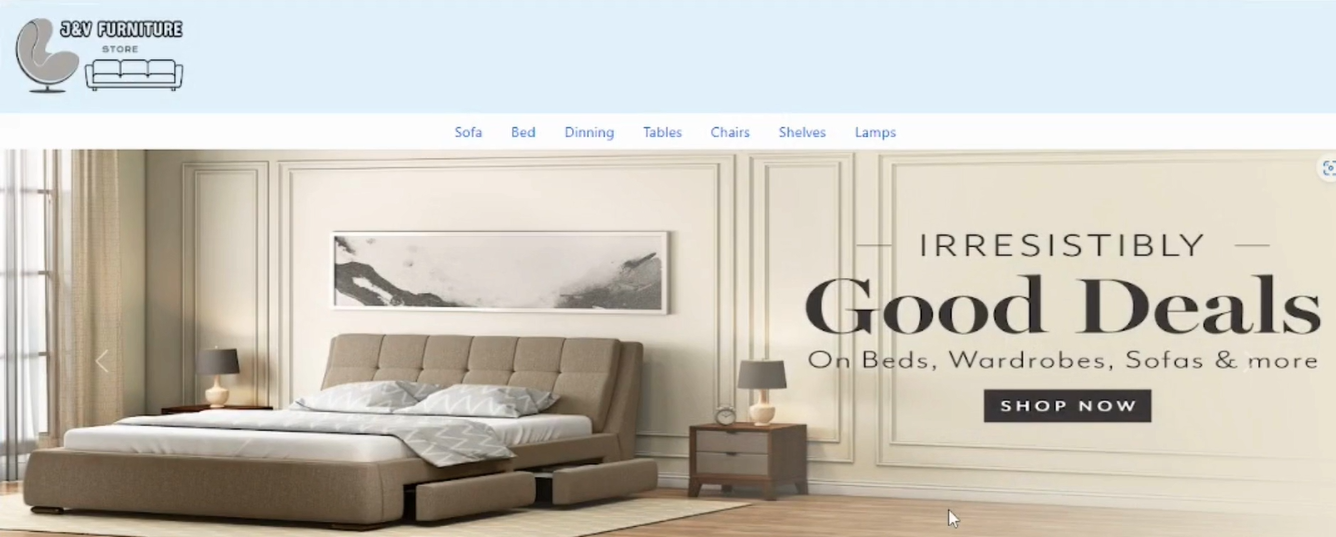 J&V FURNITURE
STORE
Sofa Bed Dinning Tables Chairs Shelves Lamps
IRRESISTIBLY
Good Deals
On Beds, Wardrobes, Sofas & more
SHOP NOW